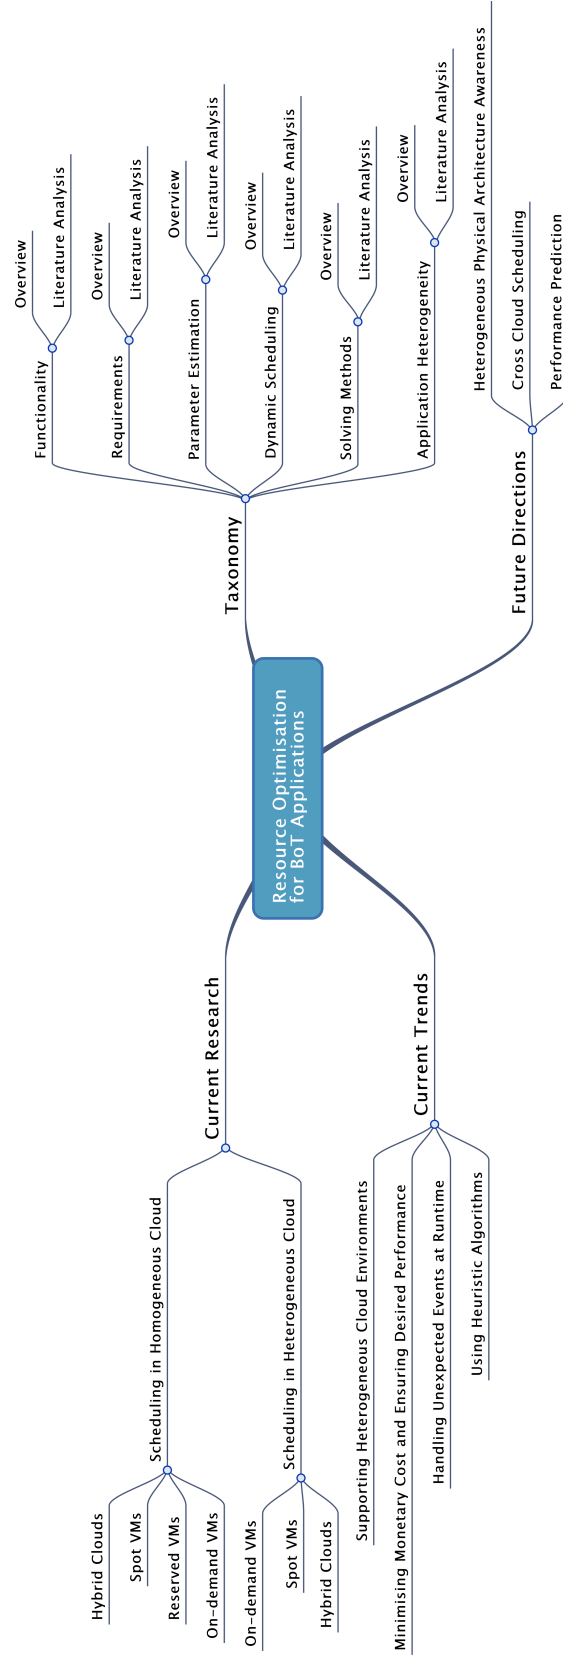 Resource Optimisation
for BoT Applications
Current Research
Scheduling in Homogeneous Cloud
Hybrid Clouds
Spot VMs
Reserved VMs
On-demand VMs
Scheduling in Heterogeneous Cloud
On-demand VMs
Spot VMs
Hybrid Clouds
Current Trends
Supporting Heterogeneous Cloud Environments
Minimising Monetary Cost and Ensuring Desired Performance
Handling Unexpected Events at Runtime
Using Heuristic Algorithms
Taxonomy
Functionality
Overview
Literature Analysis
Requirements
Overview
Literature Analysis
Parameter Estimation
Overview
Literature Analysis
Dynamic Scheduling
Overview
Literature Analysis
Solving Methods
Overview
Literature Analysis
Application Heterogeneity
Overview
Literature Analysis
Future Directions
Heterogeneous Physical Architecture Awareness
Cross Cloud Scheduling
Performance Prediction